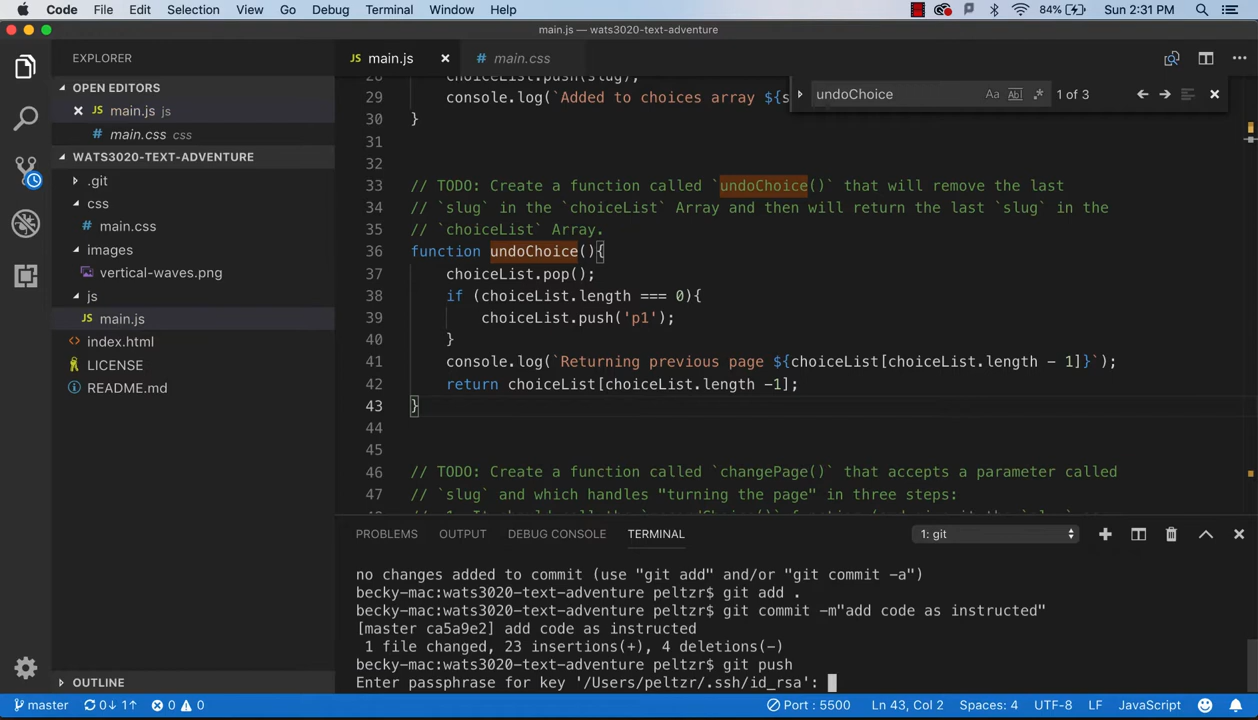 Code File Edit Selection View Go Debug Terminal Window Help 84% Sun 2:31 PM
main.js — wats3020-text-adventure
EXPLORER
JS main.js
# main.css
OPEN EDITORS
JS main.js js
# main.css css
WATS3020-TEXT-ADVENTURE
.git
css
# main.css
images
vertical-waves.png
js
JS main.js
<> index.html
LICENSE
README.md
OUTLINE
undoChoice Aa Abl .* 1 of 3
28 choiceList.push(slug);
29 console.log(`Added to choices array ${s
30 }
31
32
33 // TODO: Create a function called `undoChoice()` that will remove the last
34 // `slug` in the `choiceList` Array and then will return the last `slug` in the
35 // `choiceList` Array.
36 function undoChoice(){
37 choiceList.pop();
38 if (choiceList.length === 0){
39 choiceList.push('p1');
40 }
41 console.log(`Returning previous page ${choiceList[choiceList.length - 1]}`);
42 return choiceList[choiceList.length -1];
43 }
44
45
46 // TODO: Create a function called `changePage()` that accepts a parameter called
47 // `slug` and which handles "turning the page" in three steps:
PROBLEMS OUTPUT DEBUG CONSOLE TERMINAL 1: git
no changes added to commit (use "git add" and/or "git commit -a")
becky-mac:wats3020-text-adventure peltzr$ git add .
becky-mac:wats3020-text-adventure peltzr$ git commit -m"add code as instructed"
[master ca5a9e2] add code as instructed
1 file changed, 23 insertions(+), 4 deletions(-)
becky-mac:wats3020-text-adventure peltzr$ git push
Enter passphrase for key '/Users/peltzr/.ssh/id_rsa':
master 0↓ 1↑ 0 0 Port : 5500 Ln 43, Col 2 Spaces: 4 UTF-8 LF JavaScript